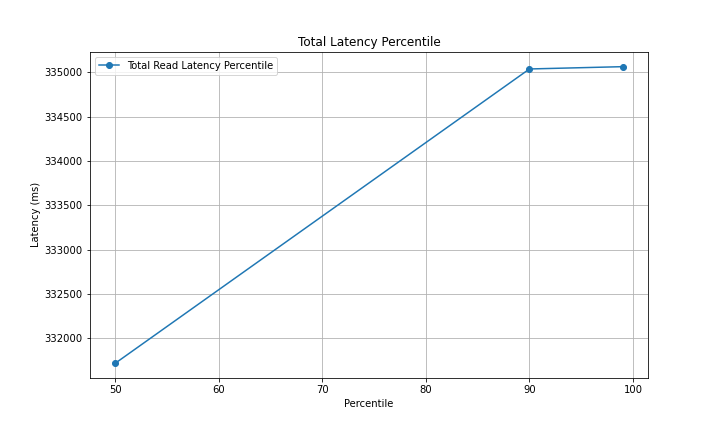 Total Latency Percentile
Total Read Latency Percentile
335000
334500
334000
333500
333000
332500
332000
Latency (ms)
50 60 70 80 90 100
Percentile